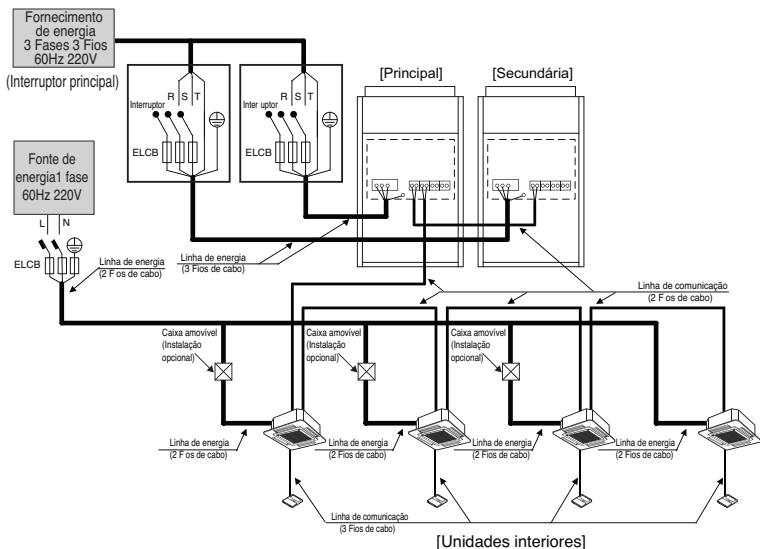 Fornecimento
de energia
3 Fases 3 Fios
60Hz 220V
(Interruptor principal)
R S T
Interruptor
ELCB
R S T
Inter uptor
ELCB
[Principal]
[Secundária]
Fonte de
energia1 fase
60Hz 220V
L N
ELCB
Linha de energia
(2 F os de cabo)
Linha de energia
(3 Fios de cabo)
Linha de comunicação
(2 F os de cabo)
Caixa amovível
(Instalação
opcional)
Caixa amovível
(Instalação
opcional)
Caixa amovível
(Instalação
opcional)
Linha de energia
(2 F os de cabo)
Linha de energia
(2 Fios de cabo)
Linha de energia
(2 Fios de cabo)
Linha de energia
(2 Fios de cabo)
Linha de comunicação
(3 Fios de cabo)
[Unidades interiores]